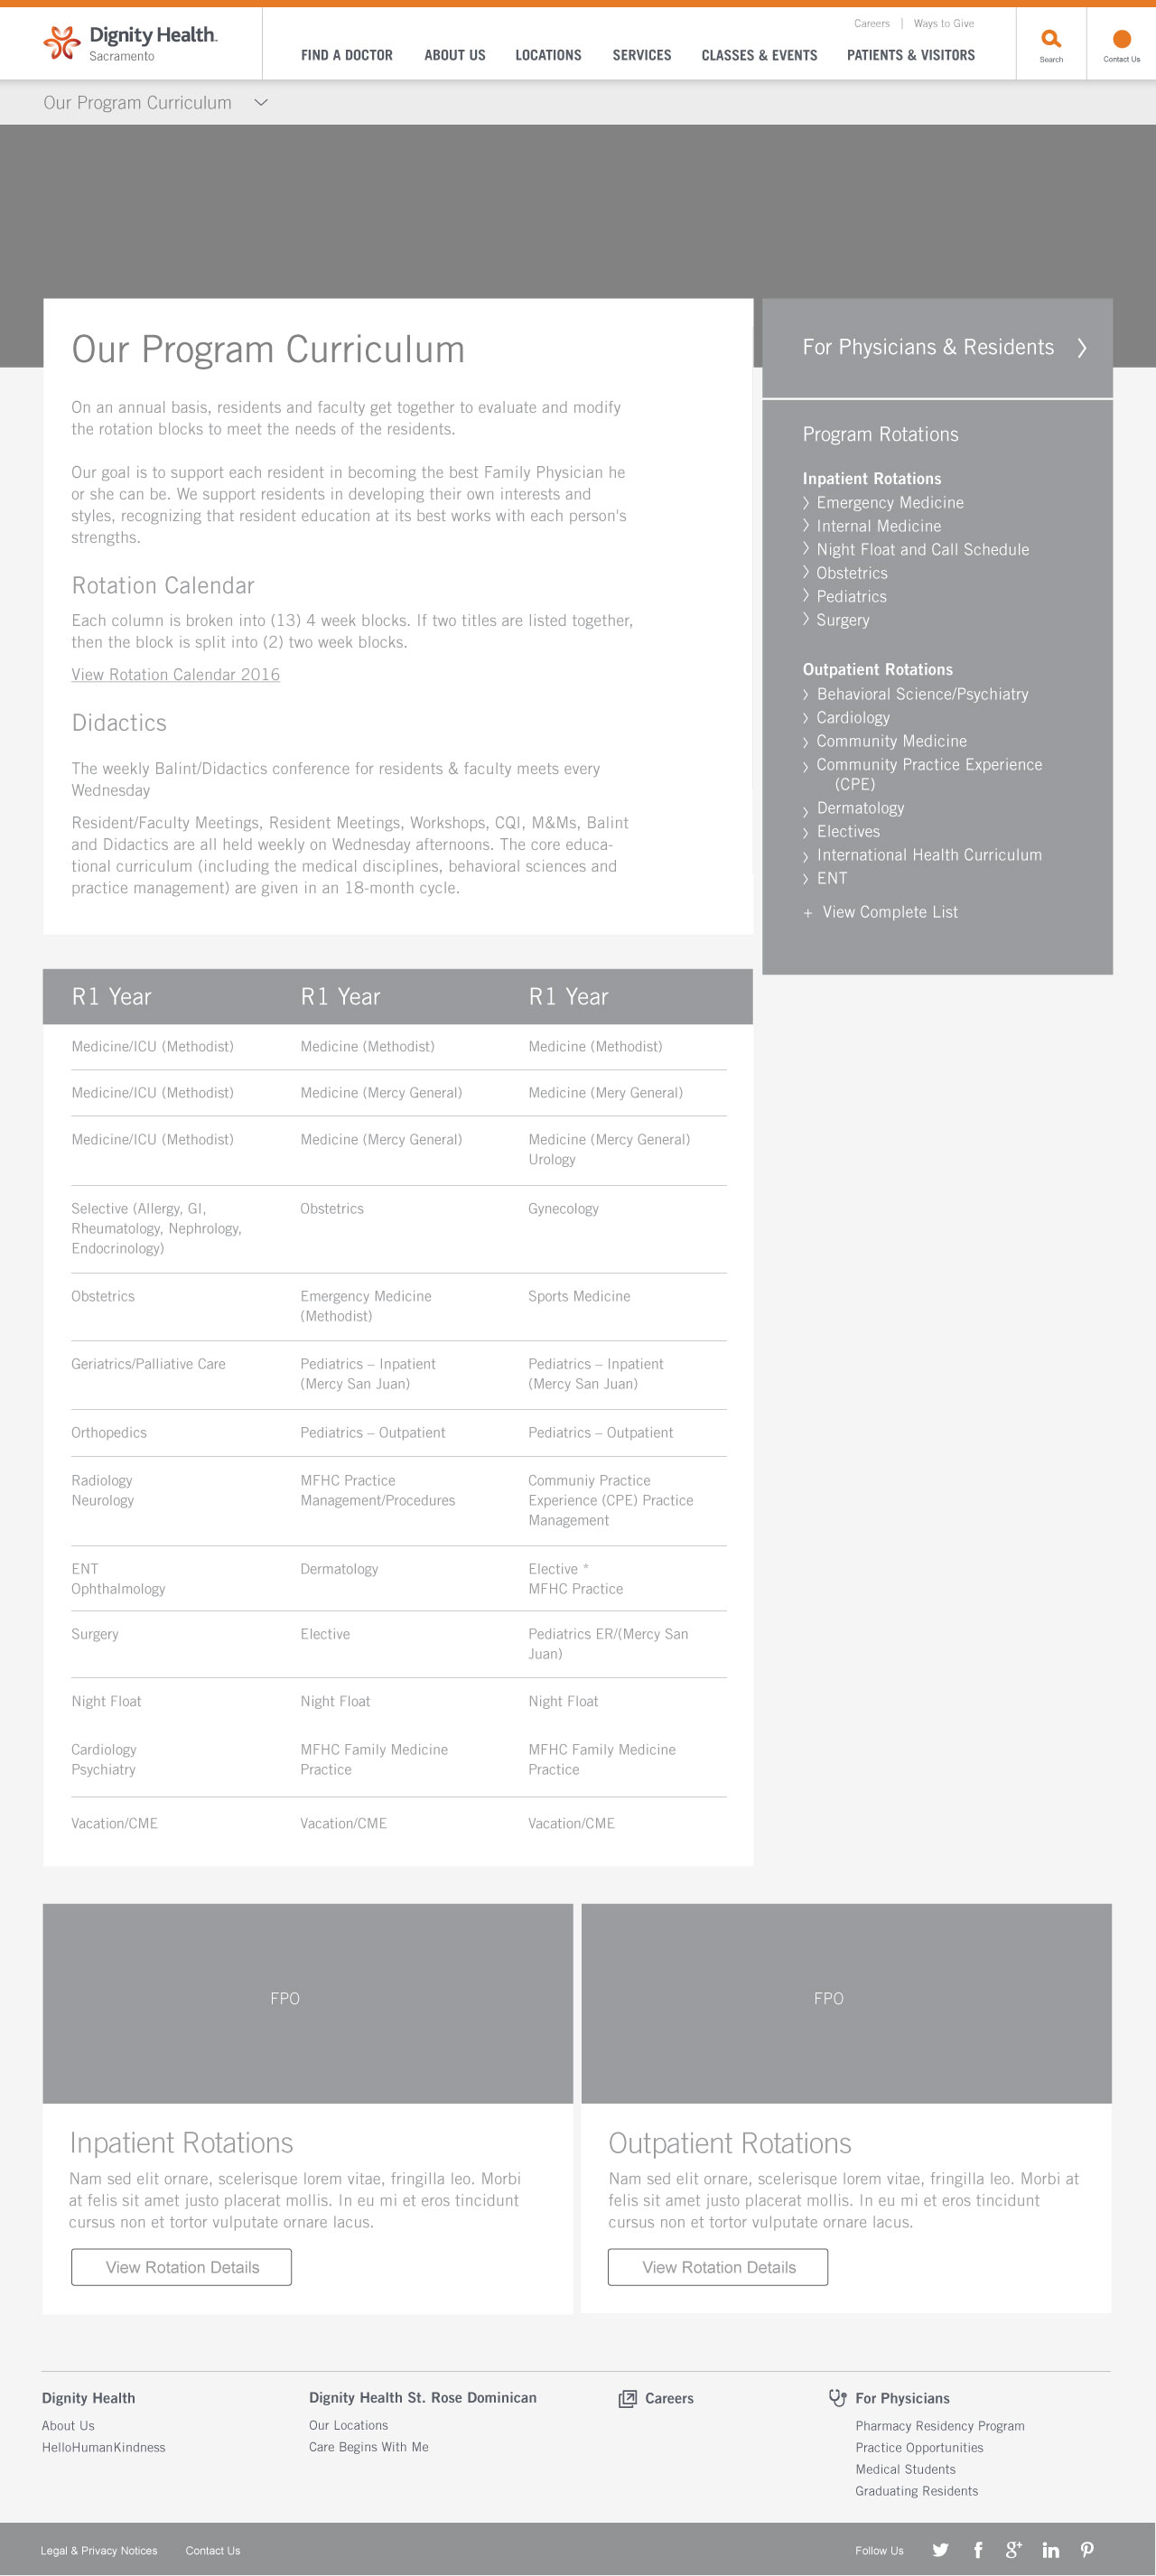 Dignity Health.
Sacramento
Careers | Ways to Give
FIND A DOCTOR ABOUT US LOCATIONS SERVICES CLASSES & EVENTS PATIENTS & VISITORS
Search
Contact Us
Our Program Curriculum
Our Program Curriculum
On an annual basis, residents and faculty get together to evaluate and modify
the rotation blocks to meet the needs of the residents.
Our goal is to support each resident in becoming the best Family Physician he
or she can be. We support residents in developing their own interests and
styles, recognizing that resident education at its best works with each person's
strengths.
Rotation Calendar
Each column is broken into (13) 4 week blocks. If two titles are listed together,
then the block is split into (2) two week blocks.
View Rotation Calendar 2016
Didactics
The weekly Balint/Didactics conference for residents & faculty meets every
Wednesday
Resident/Faculty Meetings, Resident Meetings, Workshops, CQI, M&Ms, Balint
and Didactics are all held weekly on Wednesday afternoons. The core educa-
tional curriculum (including the medical disciplines, behavioral sciences and
practice management) are given in an 18-month cycle.
For Physicians & Residents
Program Rotations
Inpatient Rotations
Emergency Medicine
Internal Medicine
Night Float and Call Schedule
Obstetrics
Pediatrics
Surgery
Outpatient Rotations
Behavioral Science/Psychiatry
Cardiology
Community Medicine
Community Practice Experience
(CPE)
Dermatology
Electives
International Health Curriculum
ENT
+ View Complete List
R1 Year R1 Year R1 Year
Medicine/ICU (Methodist) Medicine (Methodist) Medicine (Methodist)
Medicine/ICU (Methodist) Medicine (Mercy General) Medicine (Mery General)
Medicine/ICU (Methodist) Medicine (Mercy General) Medicine (Mercy General)
Urology
Selective (Allergy, GI, Obstetrics Gynecology
Rheumatology, Nephrology,
Endocrinology)
Obstetrics Emergency Medicine Sports Medicine
(Methodist)
Geriatrics/Palliative Care Pediatrics – Inpatient Pediatrics – Inpatient
(Mercy San Juan) (Mercy San Juan)
Orthopedics Pediatrics – Outpatient Pediatrics – Outpatient
Radiology MFHC Practice Communiy Practice
Neurology Management/Procedures Experience (CPE) Practice
Management
ENT Dermatology Elective *
Ophthalmology MFHC Practice
Surgery Elective Pediatrics ER/(Mercy San
Juan)
Night Float Night Float Night Float
Cardiology MFHC Family Medicine MFHC Family Medicine
Psychiatry Practice Practice
Vacation/CME Vacation/CME Vacation/CME
FPO
Inpatient Rotations
Nam sed elit ornare, scelerisque lorem vitae, fringilla leo. Morbi
at felis sit amet justo placerat mollis. In eu mi et eros tincidunt
cursus non et tortor vulputate ornare lacus.
View Rotation Details
FPO
Outpatient Rotations
Nam sed elit ornare, scelerisque lorem vitae, fringilla leo. Morbi at
felis sit amet justo placerat mollis. In eu mi et eros tincidunt
cursus non et tortor vulputate ornare lacus.
View Rotation Details
Dignity Health
About Us
HelloHumanKindness
Dignity Health St. Rose Dominican
Our Locations
Care Begins With Me
Careers
For Physicians
Pharmacy Residency Program
Practice Opportunities
Medical Students
Graduating Residents
Legal & Privacy Notices Contact Us Follow Us